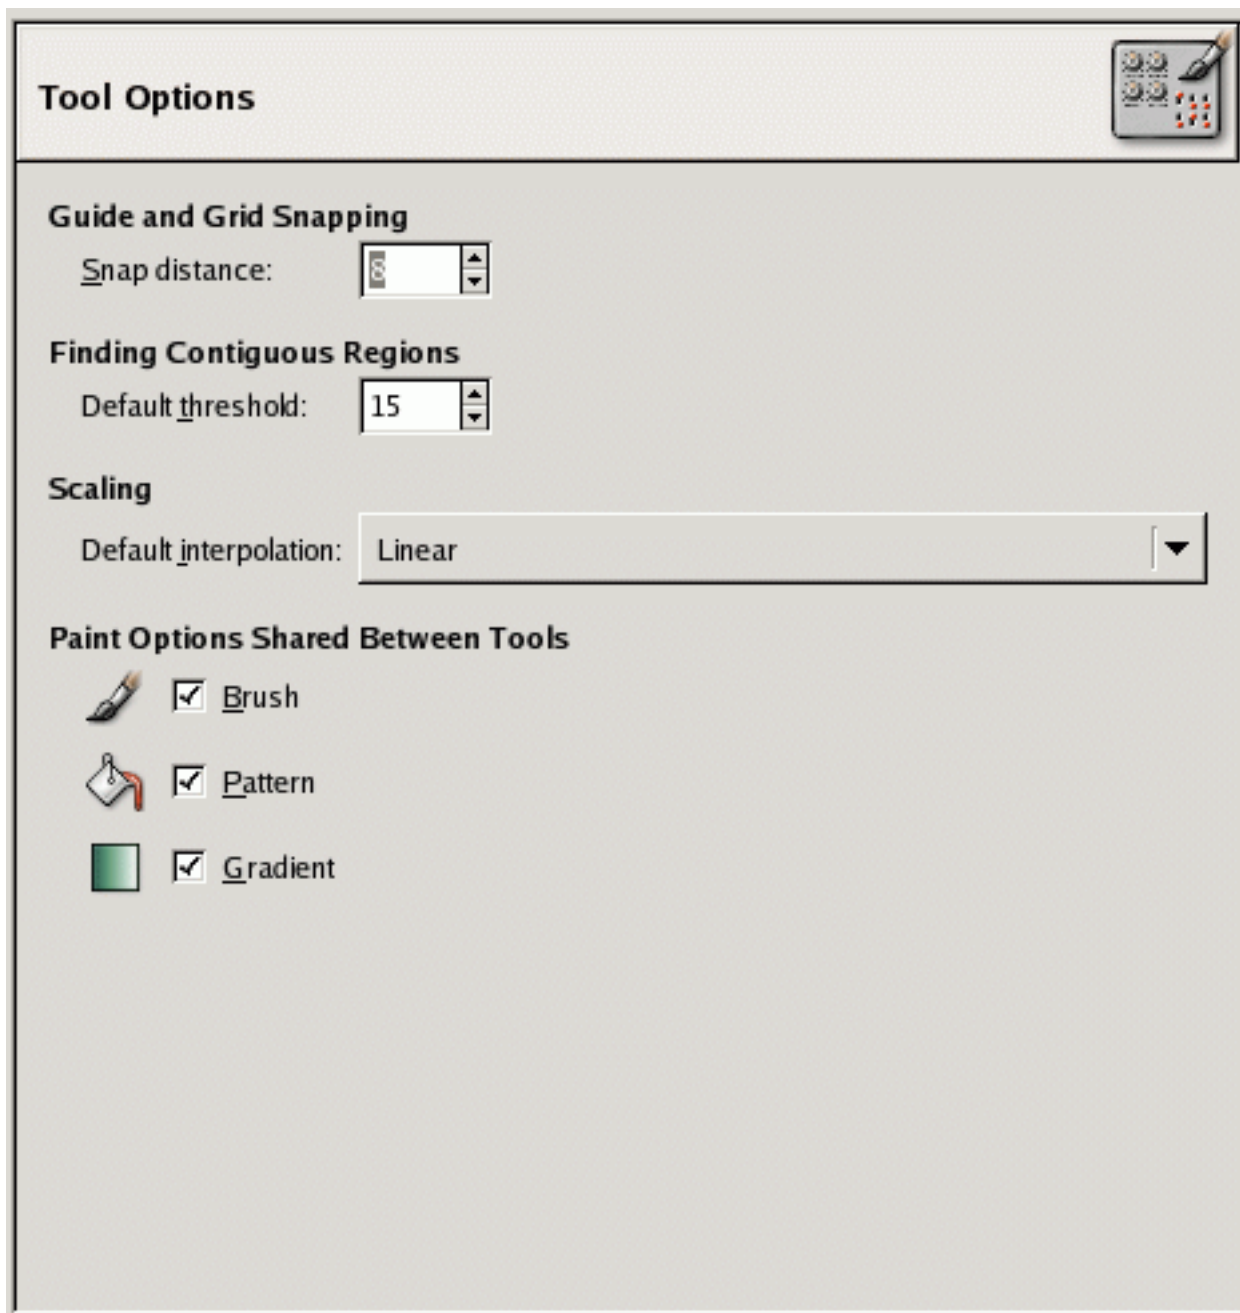 Tool Options
Guide and Grid Snapping
Snap distance: 8
Finding Contiguous Regions
Default threshold: 15
Scaling
Default interpolation: Linear
Paint Options Shared Between Tools
Brush
Pattern
Gradient